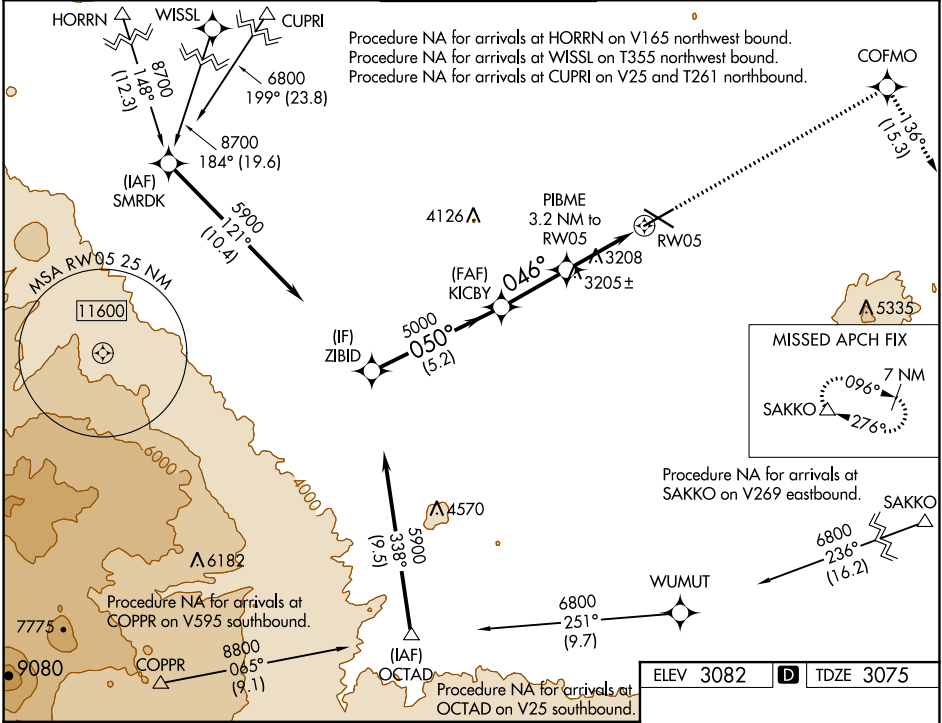 HORRN
WISSL
CUPRI
Procedure NA for arrivals at HORRN on V165 northwest bound.
Procedure NA for arrivals at WISSL on T355 northwest bound.
Procedure NA for arrivals at CUPRI on V25 and T261 northbound.
COFMO
8700
148°
(12.3)
6800
199° (23.8)
8700
184° (19.6)
136°
(15.3)
(IAF)
SMRDK
5900
121°
(10.4)
4126
PIBME
3.2 NM to
RW05
RW05
3208
3205±
(FAF)
KICBY
046°
MSA RW05 25 NM
11600
5335
(IF)
ZIBID
5000
050°
(5.2)
MISSED APCH FIX
7 NM
096°
SAKKO
276°
6000
4000
Procedure NA for arrivals at
SAKKO on V269 eastbound.
SAKKO
4570
5900
338°
(9.5)
6800
236°
(16.2)
6182
WUMUT
Procedure NA for arrivals at
COPPR on V595 southbound.
6800
251°
(9.7)
7775
9080
COPPR
8800
065°
(9.1)
(IAF)
OCTAD
Procedure NA for arrivals at
OCTAD on V25 southbound.
ELEV 3082 D TDZE 3075